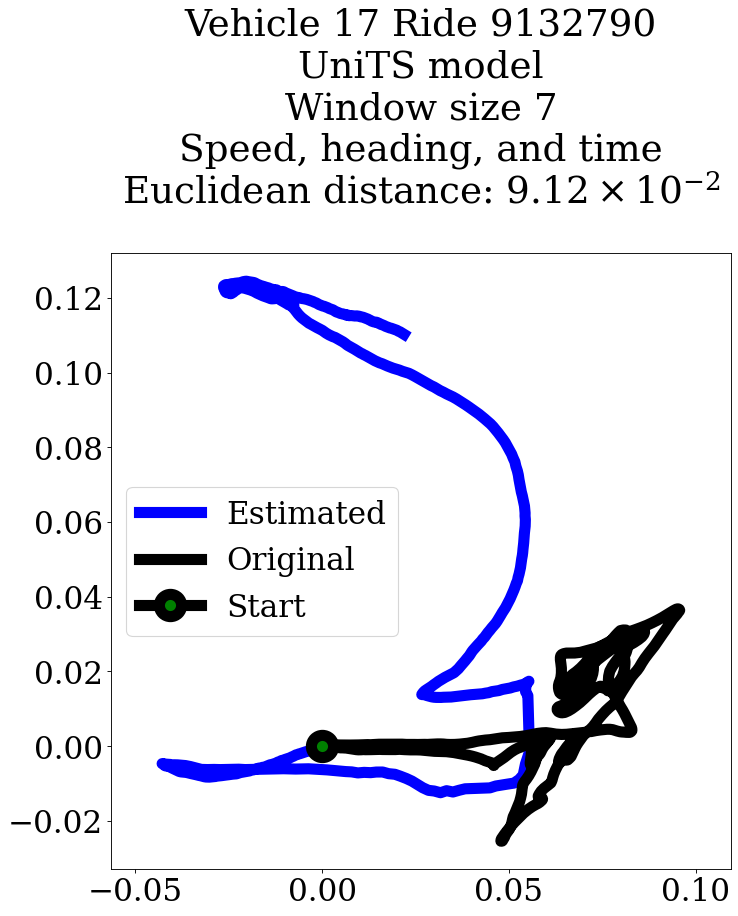 Vehicle 17 Ride 9132790
UniTS model
Window size 7
Speed, heading, and time
Euclidean distance: 9.12 × 10⁻²
0.12
0.10
0.08
0.06
0.04
0.02
0.00
−0.02
Estimated
Original
Start
−0.05 0.00 0.05 0.10